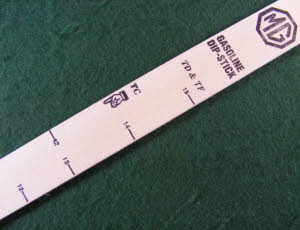 MG
GASOLINE
DIP-STICK
TD & TF
15
TC
14
12
13
12